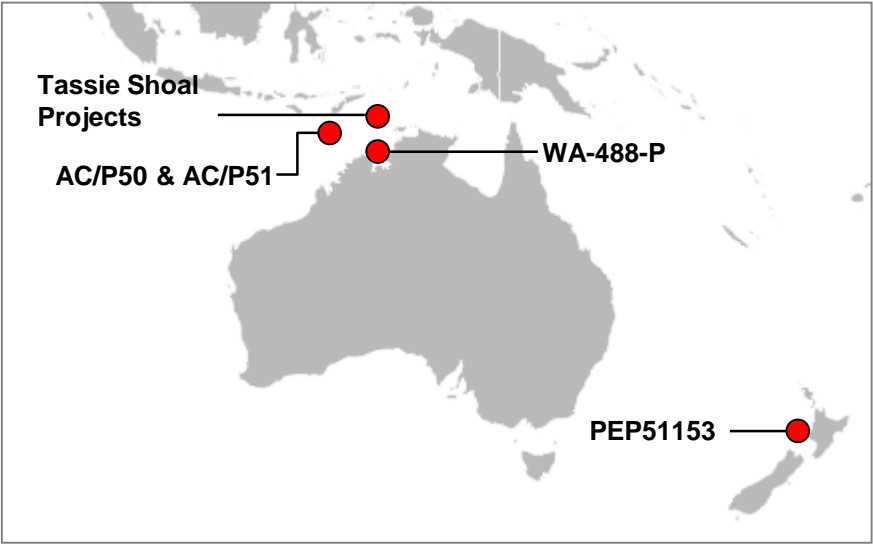 Tassie Shoal
Projects
WA-488-P
AC/P50 & AC/P51
PEP51153